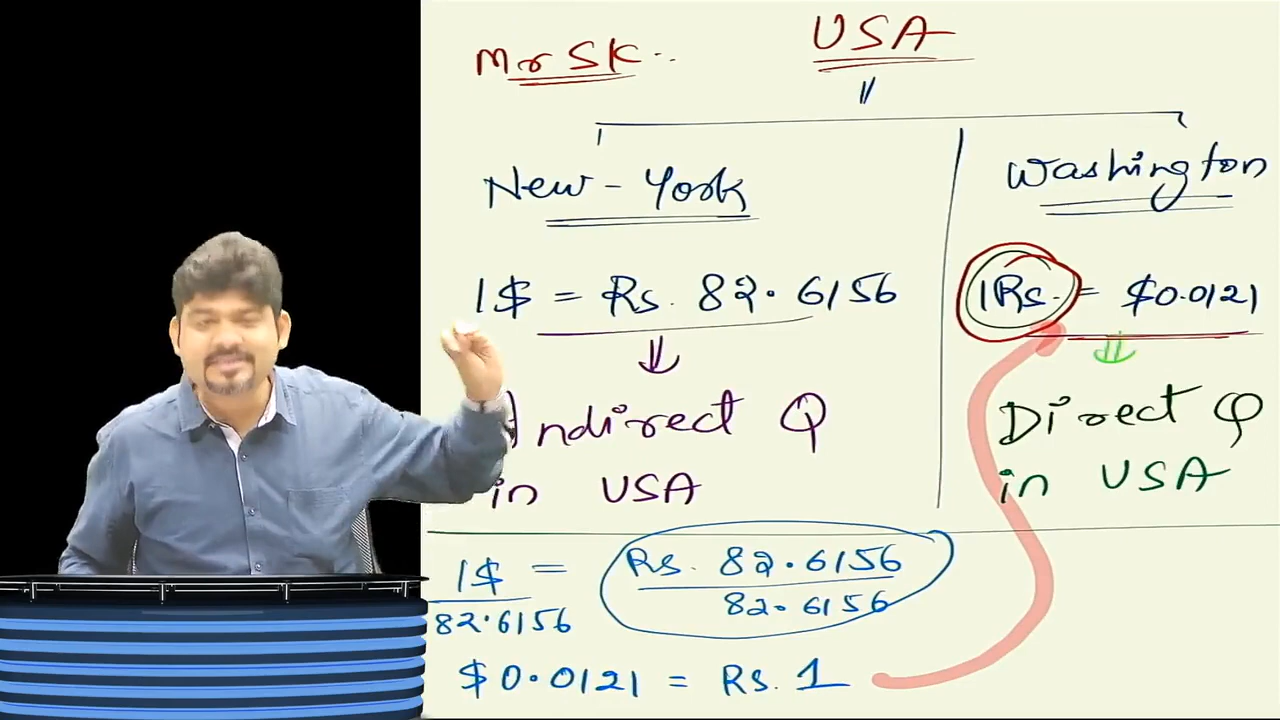 Mr SK..
USA
New-York
1$ = Rs. 82.6156
Indirect Q
in USA
Washington
1Rs. = $0.0121
Direct Q
in USA
1$ / 82.6156 = Rs. 82.6156 / 82.6156
$0.0121 = Rs. 1